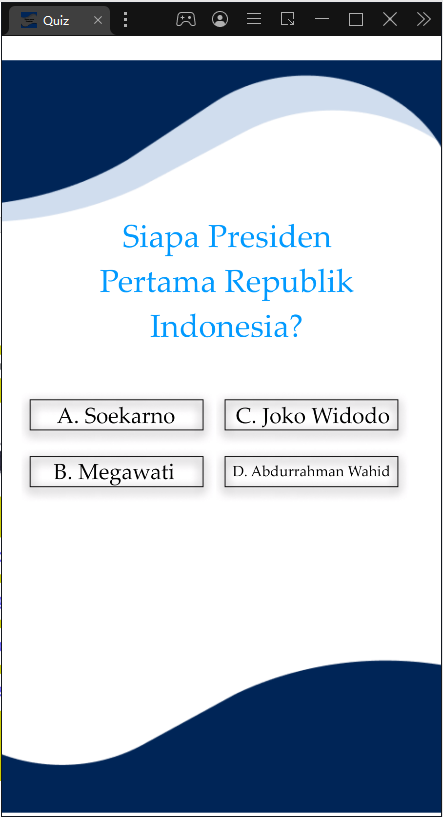 Quiz
Siapa Presiden
Pertama Republik
Indonesia?
A. Soekarno
C. Joko Widodo
B. Megawati
D. Abdurrahman Wahid